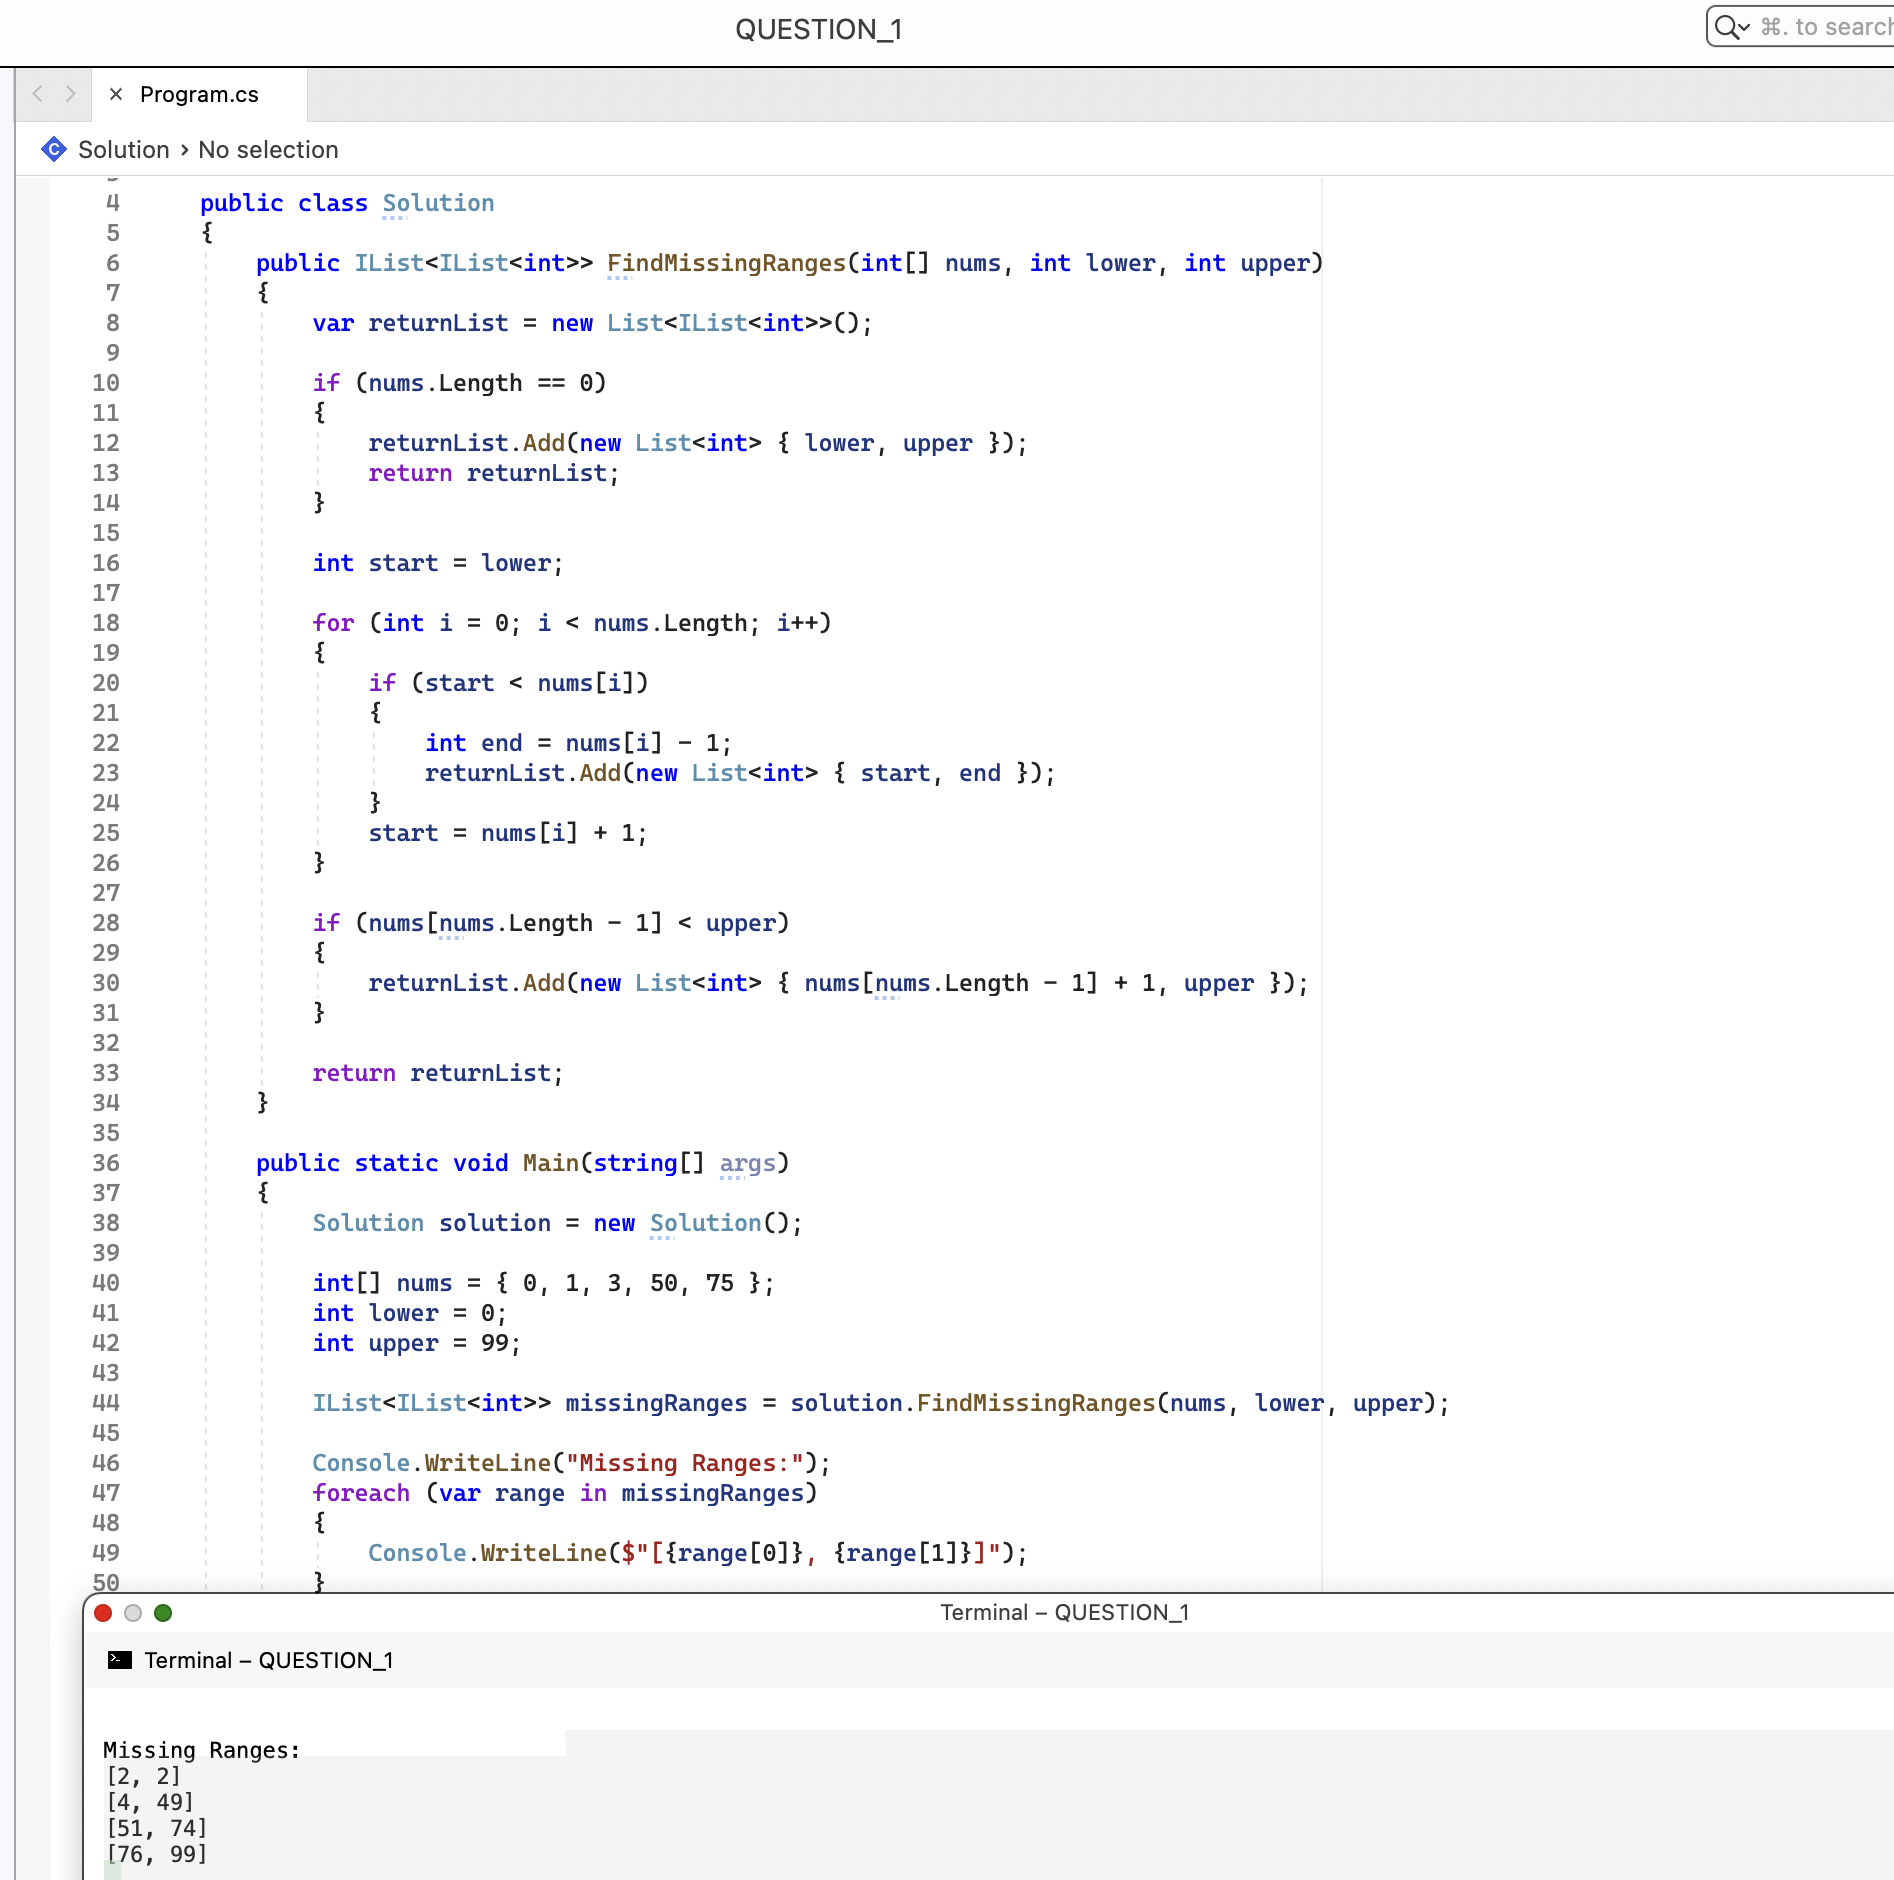 QUESTION_1
⌘. to search
× Program.cs
Solution › No selection
4 public class Solution
5 {
6 public IList<IList<int>> FindMissingRanges(int[] nums, int lower, int upper)
7 {
8 var returnList = new List<IList<int>>();
9
10 if (nums.Length == 0)
11 {
12 returnList.Add(new List<int> { lower, upper });
13 return returnList;
14 }
15
16 int start = lower;
17
18 for (int i = 0; i < nums.Length; i++)
19 {
20 if (start < nums[i])
21 {
22 int end = nums[i] - 1;
23 returnList.Add(new List<int> { start, end });
24 }
25 start = nums[i] + 1;
26 }
27
28 if (nums[nums.Length - 1] < upper)
29 {
30 returnList.Add(new List<int> { nums[nums.Length - 1] + 1, upper });
31 }
32
33 return returnList;
34 }
35
36 public static void Main(string[] args)
37 {
38 Solution solution = new Solution();
39
40 int[] nums = { 0, 1, 3, 50, 75 };
41 int lower = 0;
42 int upper = 99;
43
44 IList<IList<int>> missingRanges = solution.FindMissingRanges(nums, lower, upper);
45
46 Console.WriteLine("Missing Ranges:");
47 foreach (var range in missingRanges)
48 {
49 Console.WriteLine($"[{range[0]}, {range[1]}]");
50 }
Terminal – QUESTION_1
Terminal – QUESTION_1
Missing Ranges:
[2, 2]
[4, 49]
[51, 74]
[76, 99]